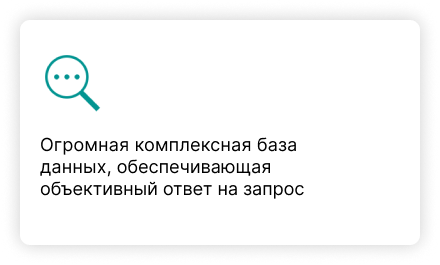 Огромная комплексная база
данных, обеспечивающая
объективный ответ на запрос